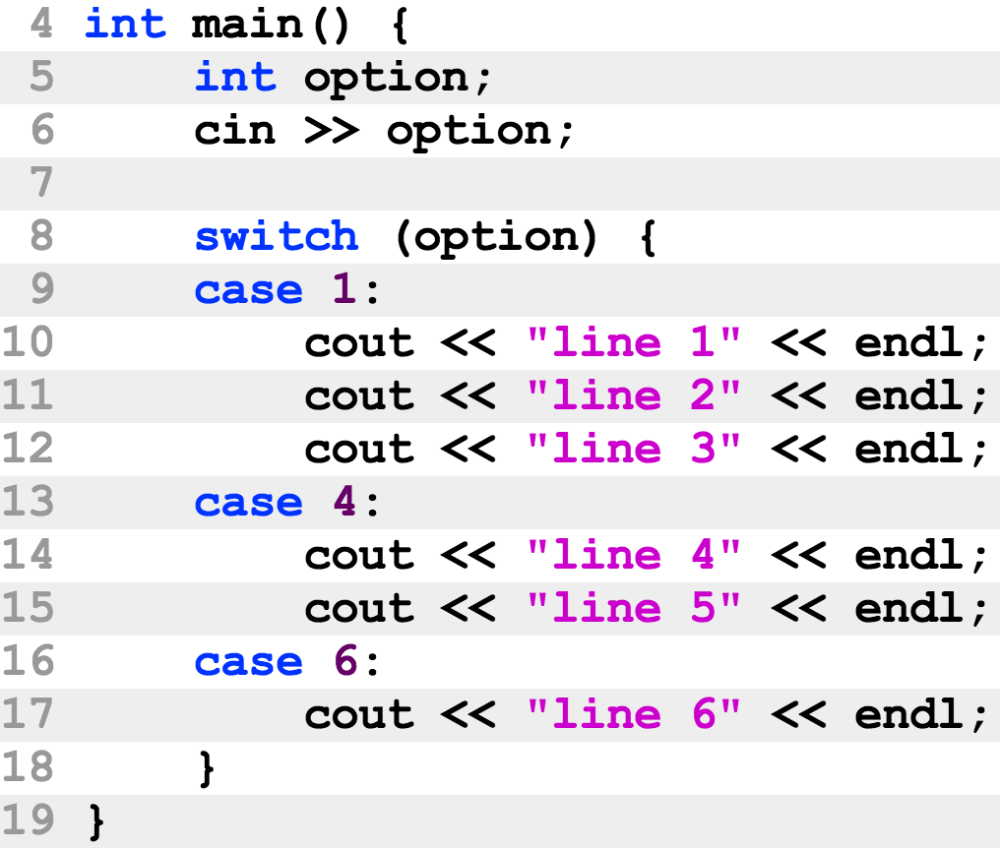 4 int main() {
5     int option;
6     cin >> option;
7
8     switch (option) {
9     case 1:
10         cout << "line 1" << endl;
11         cout << "line 2" << endl;
12         cout << "line 3" << endl;
13     case 4:
14         cout << "line 4" << endl;
15         cout << "line 5" << endl;
16     case 6:
17         cout << "line 6" << endl;
18     }
19 }